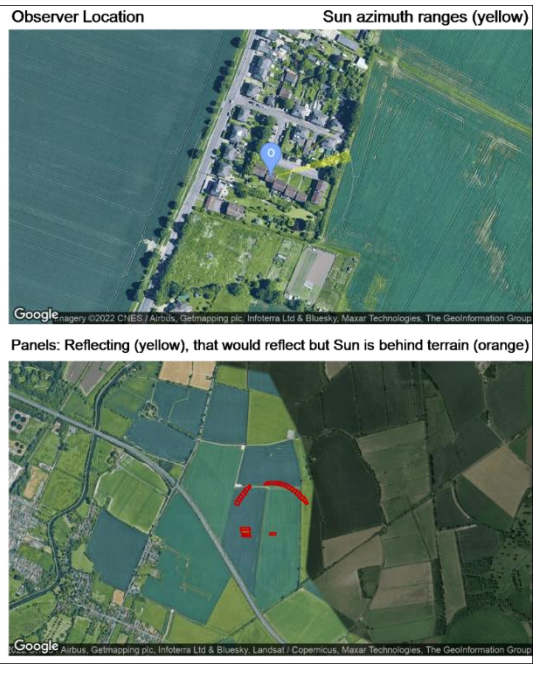 Observer Location
Sun azimuth ranges (yellow)
O
Google
magery ©2022 CNES / Airbus, Getmapping plc, Infoterra Ltd & Bluesky, Maxar Technologies, The GeoInformation Group
Panels: Reflecting (yellow), that would reflect but Sun is behind terrain (orange)
Google
Airbus, Getmapping plc, Infoterra Ltd & Bluesky, Landsat / Copernicus, Maxar Technologies, The GeoInformation Group